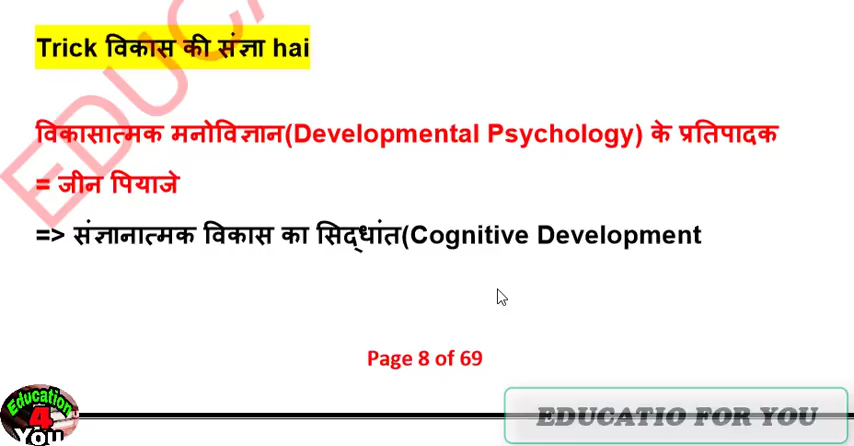 Trick विकास की संज्ञा hai
विकासात्मक मनोविज्ञान(Developmental Psychology) के प्रतिपादक
= जीन पियाजे
=> संज्ञानात्मक विकास का सिद्धांत(Cognitive Development
Page 8 of 69
Education
4
You
EDUCATIO FOR YOU